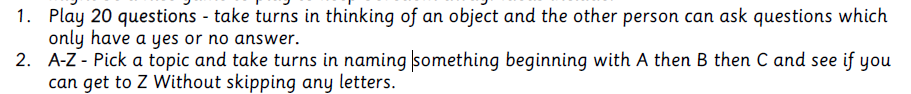 1. Play 20 questions - take turns in thinking of an object and the other person can ask questions which
only have a yes or no answer.
2. A-Z - Pick a topic and take turns in naming something beginning with A then B then C and see if you
can get to Z Without skipping any letters.